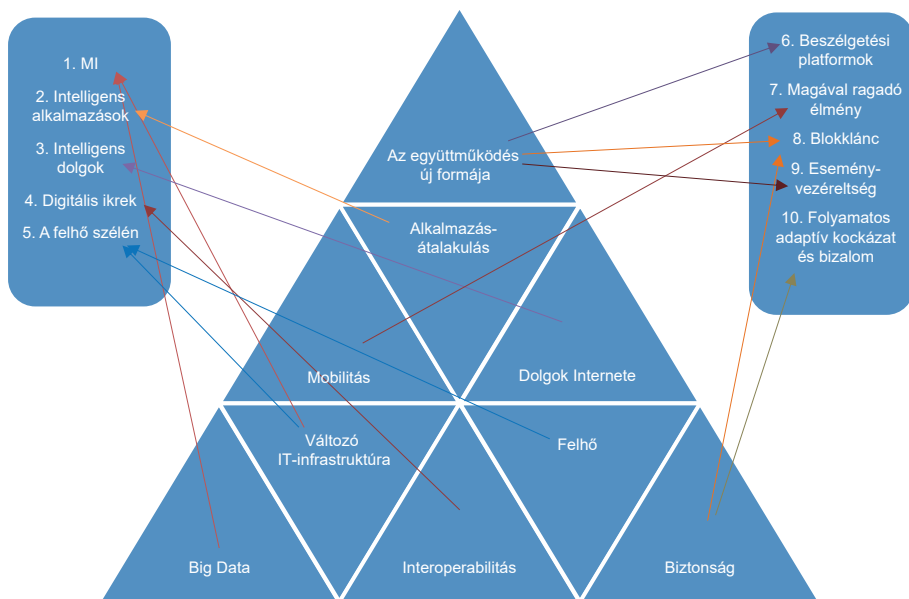 1. MI
2. Intelligens
alkalmazások
3. Intelligens
dolgok
4. Digitális ikrek
5. A felhő szélén
6. Beszélgetési
platformok
7. Magával ragadó
élmény
8. Blokklánc
9. Esemény-
vezéreltség
10. Folyamatos
adaptív kockázat
és bizalom
Az együttműködés
új formája
Alkalmazás-
átalakulás
Mobilitás
Dolgok Internete
Változó
IT-infrastruktúra
Felhő
Big Data
Interoperabilitás
Biztonság